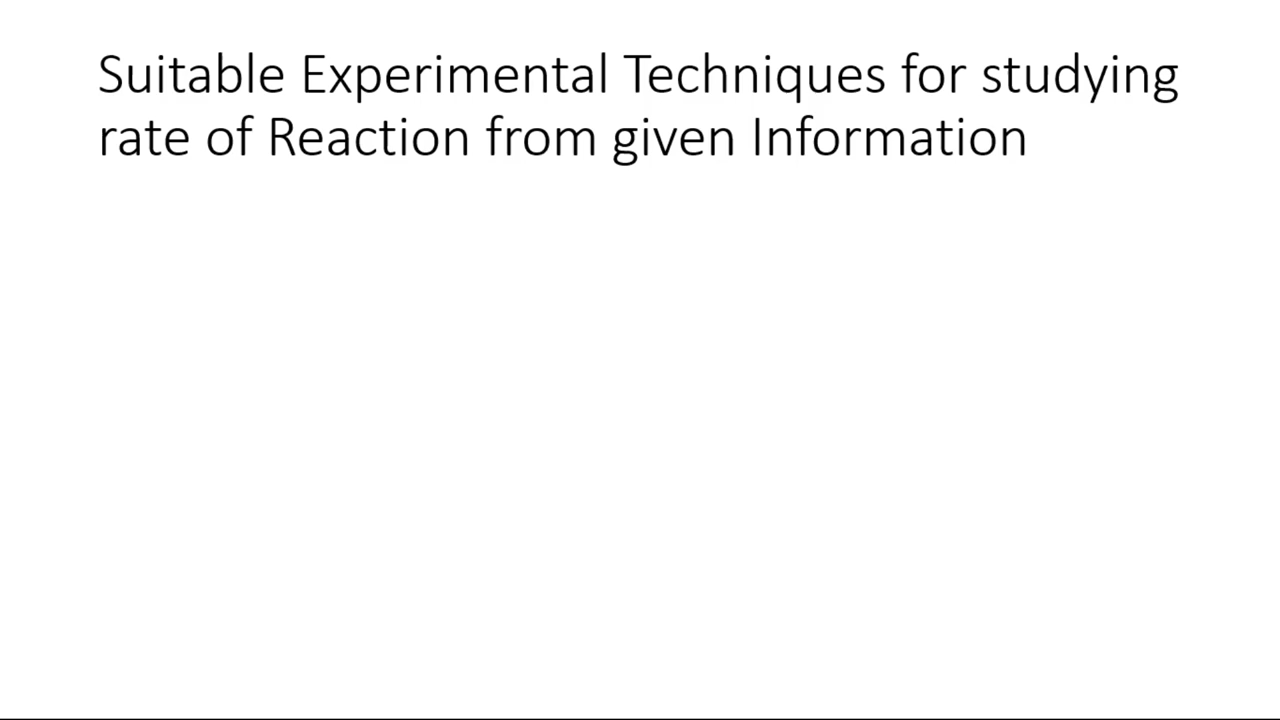 Suitable Experimental Techniques for studying
rate of Reaction from given Information